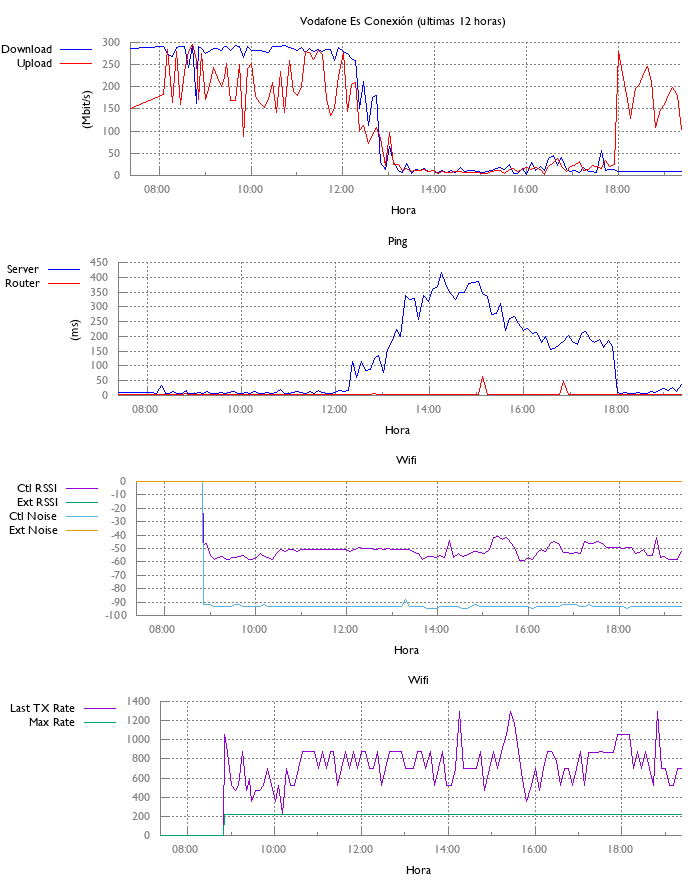 Vodafone Es Conexión (ultimas 12 horas)
Download
Upload
(Mbit/s)
300
250
200
150
100
50
0
08:00 10:00 12:00 14:00 16:00 18:00
Hora
Ping
Server
Router
(ms)
450
400
350
300
250
200
150
100
50
0
08:00 10:00 12:00 14:00 16:00 18:00
Hora
Wifi
Ctl RSSI
Ext RSSI
Ctl Noise
Ext Noise
0
-10
-20
-30
-40
-50
-60
-70
-80
-90
-100
08:00 10:00 12:00 14:00 16:00 18:00
Hora
Wifi
Last TX Rate
Max Rate
1400
1200
1000
800
600
400
200
0
08:00 10:00 12:00 14:00 16:00 18:00
Hora